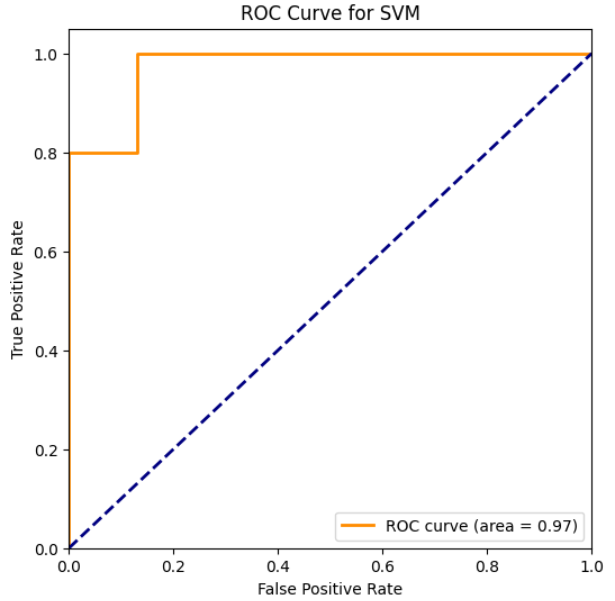 ROC Curve for SVM
True Positive Rate
1.0
0.8
0.6
0.4
0.2
0.0
ROC curve (area = 0.97)
0.0 0.2 0.4 0.6 0.8 1.0
False Positive Rate